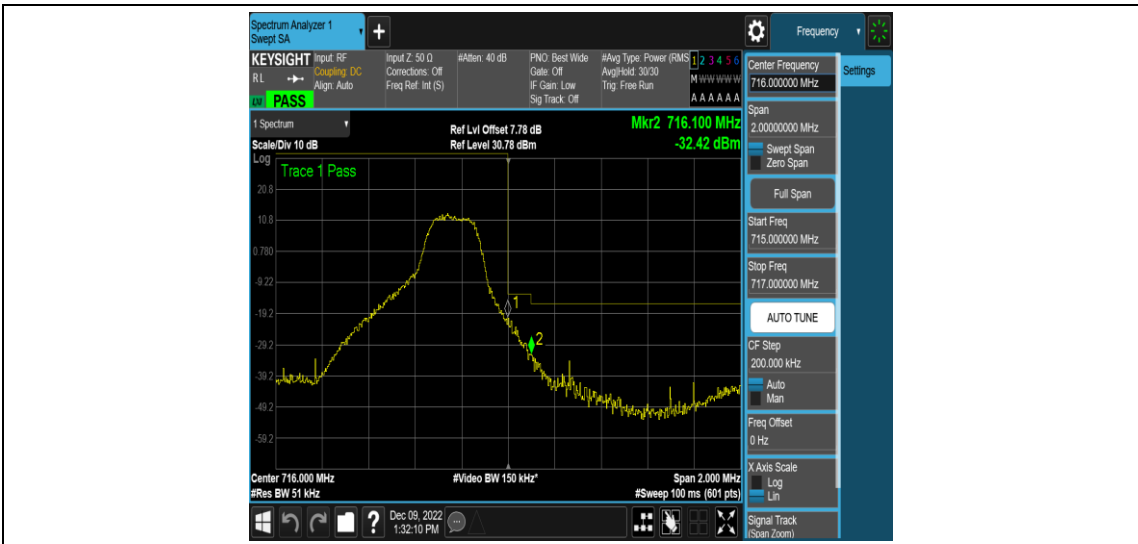 Spectrum Analyzer 1
Swept SA
+
Frequency
KEYSIGHT
RL
LXI PASS
Input: RF
Coupling: DC
Align: Auto
Input Z: 50 Ω
Corrections: Off
Freq Ref: Int (S)
#Atten: 40 dB
PNO: Best Wide
Gate: Off
IF Gain: Low
Sig Track: Off
#Avg Type: Power (RMS
Avg|Hold: 30/30
Trig: Free Run
1 2 3 4 5 6
M W W W W W
A A A A A A
1 Spectrum
Scale/Div 10 dB
Ref Lvl Offset 7.78 dB
Ref Level 30.78 dBm
Mkr2 716.100 MHz
-32.42 dBm
Log
Trace 1 Pass
20.8
10.8
0.780
-9.22
-19.2
-29.2
-39.2
-49.2
-59.2
1
2
Center 716.000 MHz
#Res BW 51 kHz
#Video BW 150 kHz*
Span 2.000 MHz
#Sweep 100 ms (601 pts)
?
Dec 09, 2022
1:32:10 PM
Center Frequency
716.000000 MHz
Settings
Span
2.00000000 MHz
Swept Span
Zero Span
Full Span
Start Freq
715.000000 MHz
Stop Freq
717.000000 MHz
AUTO TUNE
CF Step
200.000 kHz
Auto
Man
Freq Offset
0 Hz
X Axis Scale
Log
Lin
Signal Track
(Span Zoom)